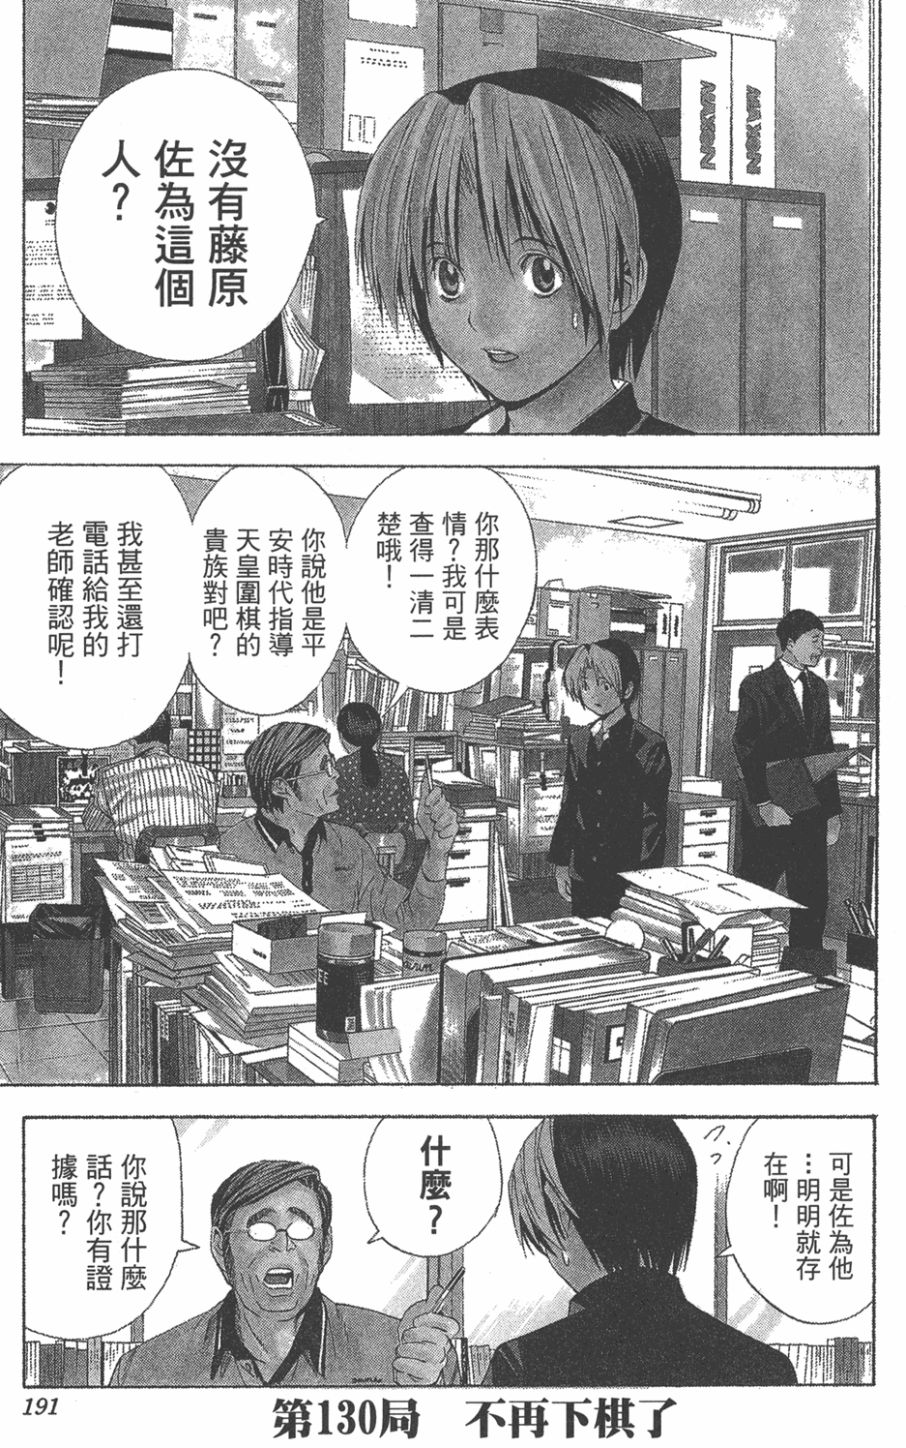 沒有藤原
佐為這個
人？
你那什麼表
情？我可是
查得一清二
楚哦！
你說他是平
安時代指導
天皇圍棋的
貴族對吧？
我甚至還打
電話給我的
老師確認呢！
可是佐為他
…明明就存
在啊！
什麼？
你說那什麼
話？你有證
據嗎？
191
第130局　不再下棋了